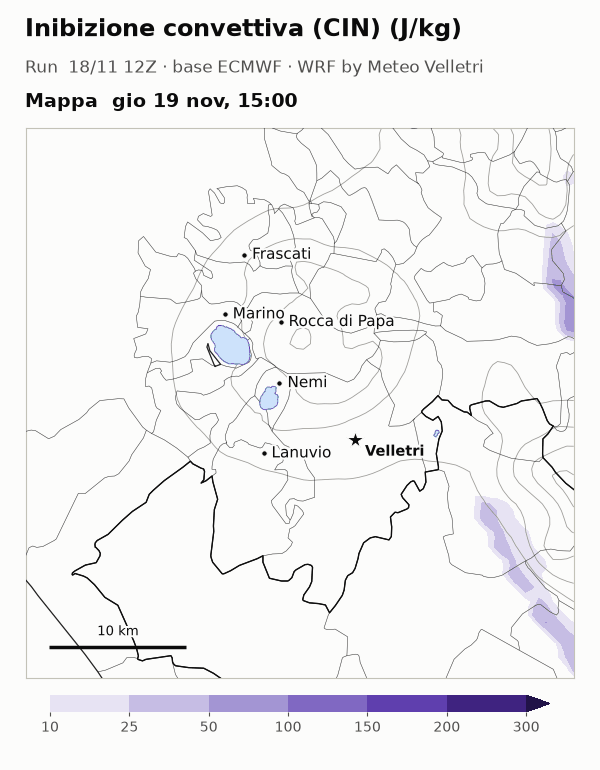 Inibizione convettiva (CIN) (J/kg)
Run  18/11 12Z · base ECMWF · WRF by Meteo Velletri
Mappa  gio 19 nov, 15:00
Frascati
Marino
Rocca di Papa
Nemi
Velletri
Lanuvio
10 km
10 25 50 100 150 200 300